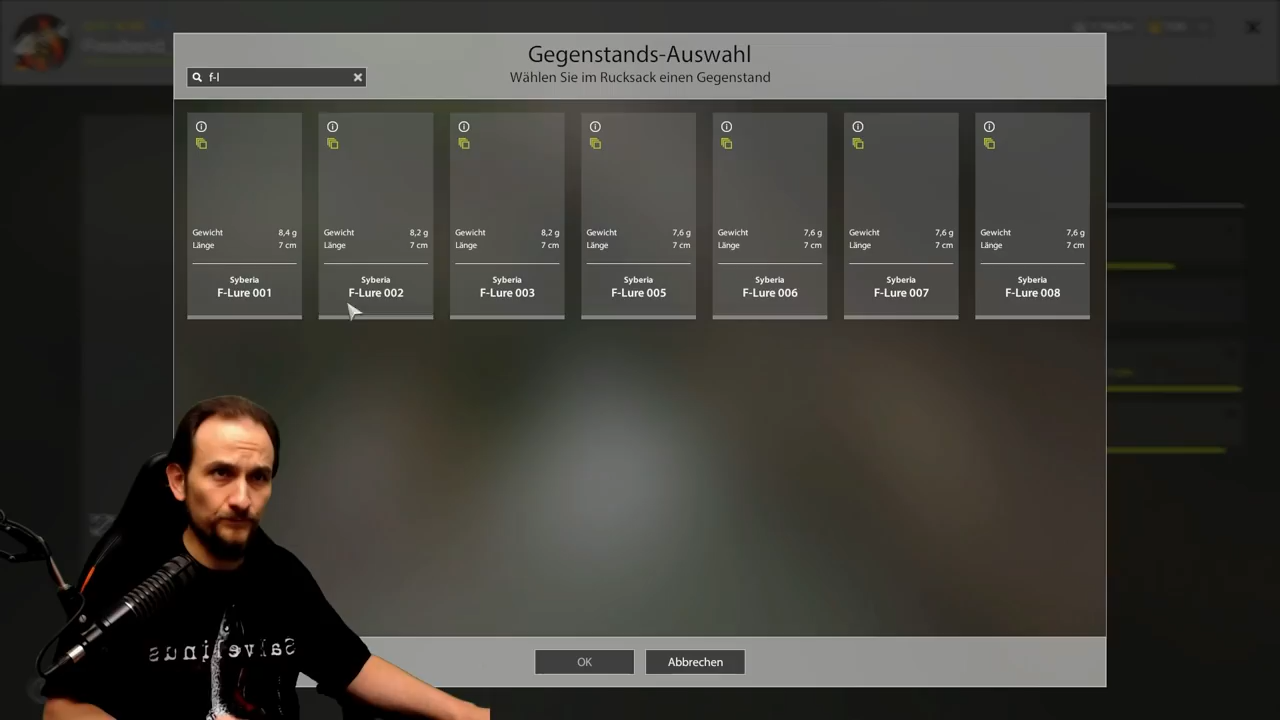 Gegenstands-Auswahl
Wählen Sie im Rucksack einen Gegenstand
f-l
Gewicht 8,4 g
Länge 7 cm
Syberia
F-Lure 001
Gewicht 8,2 g
Länge 7 cm
Syberia
F-Lure 002
Gewicht 8,2 g
Länge 7 cm
Syberia
F-Lure 003
Gewicht 7,6 g
Länge 7 cm
Syberia
F-Lure 005
Gewicht 7,6 g
Länge 7 cm
Syberia
F-Lure 006
Gewicht 7,6 g
Länge 7 cm
Syberia
F-Lure 007
Gewicht 7,6 g
Länge 7 cm
Syberia
F-Lure 008
Salvelinus
OK
Abbrechen